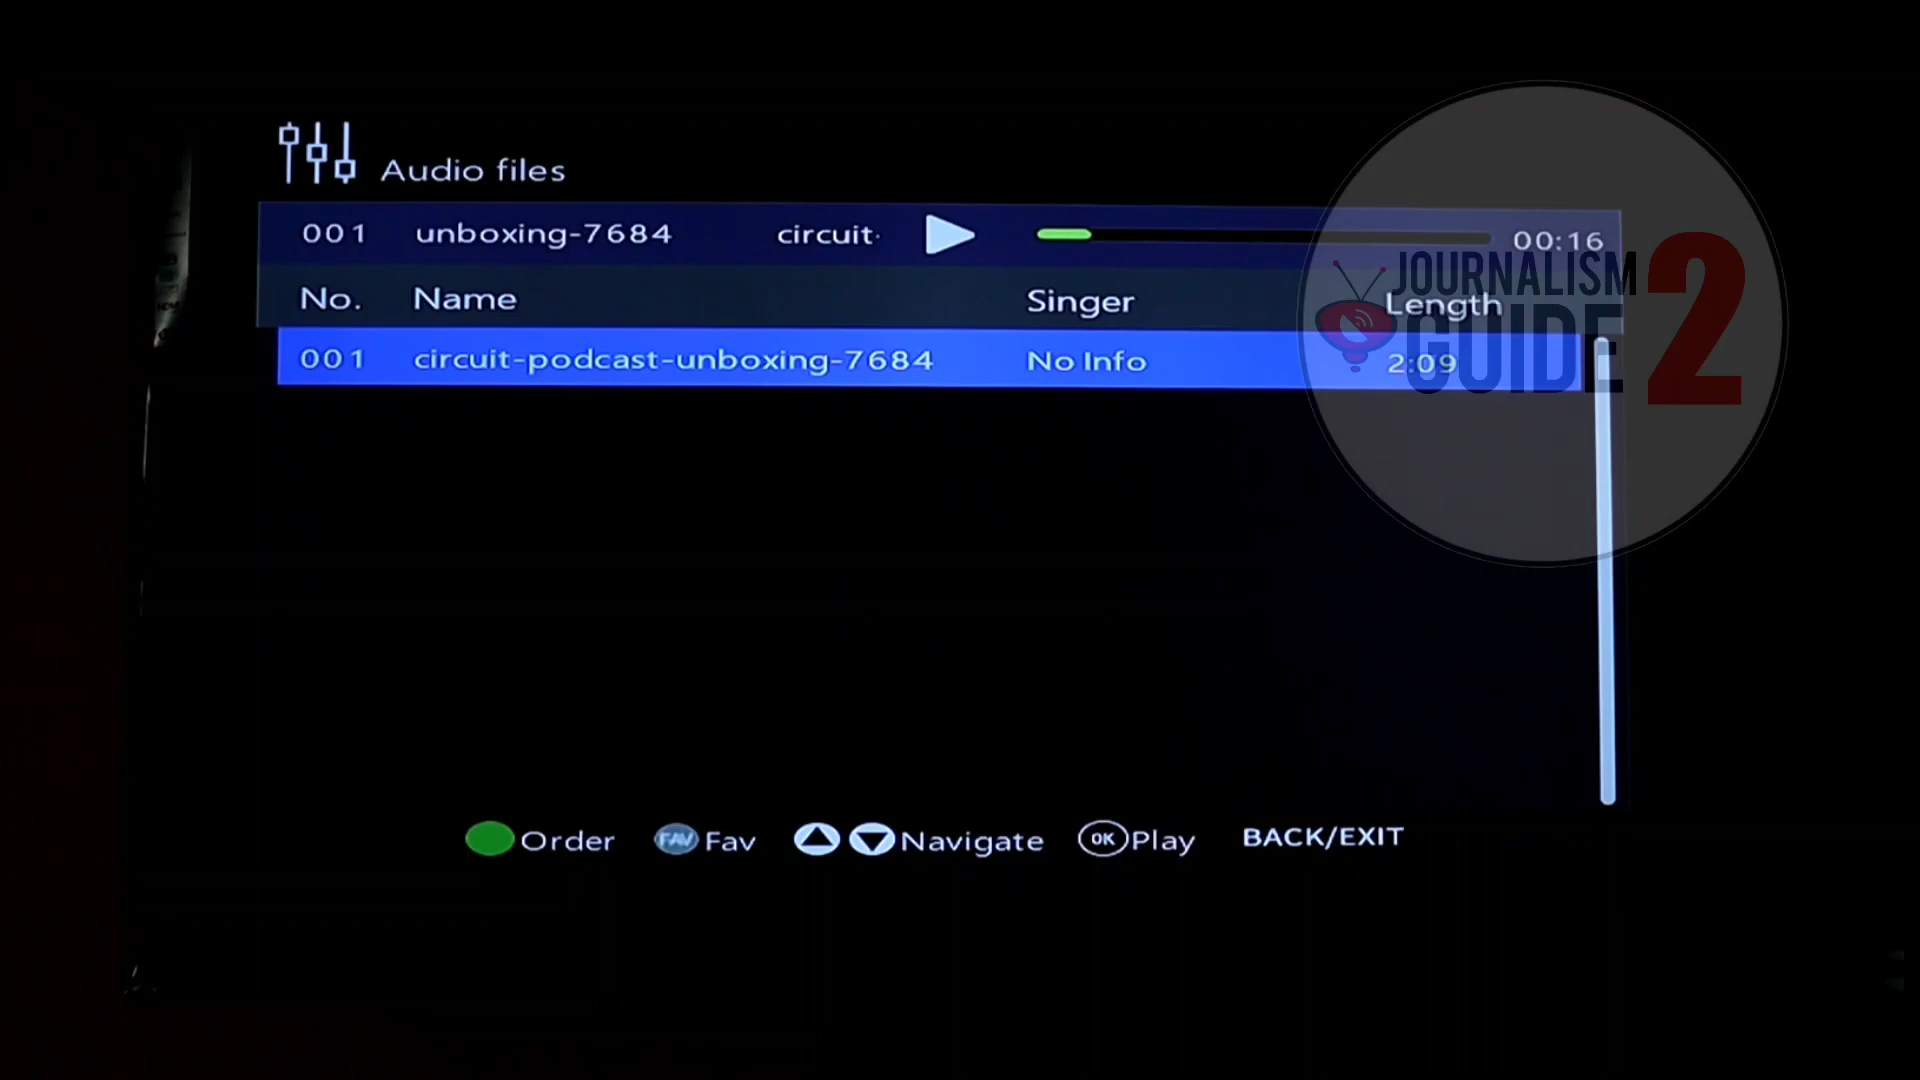 Audio files
001 unboxing-7684 circuit- 00:16
No. Name Singer Length
001 circuit-podcast-unboxing-7684 No Info 2:09
JOURNALISM
GUIDE 2
Order FAV Fav Navigate OK Play BACK/EXIT